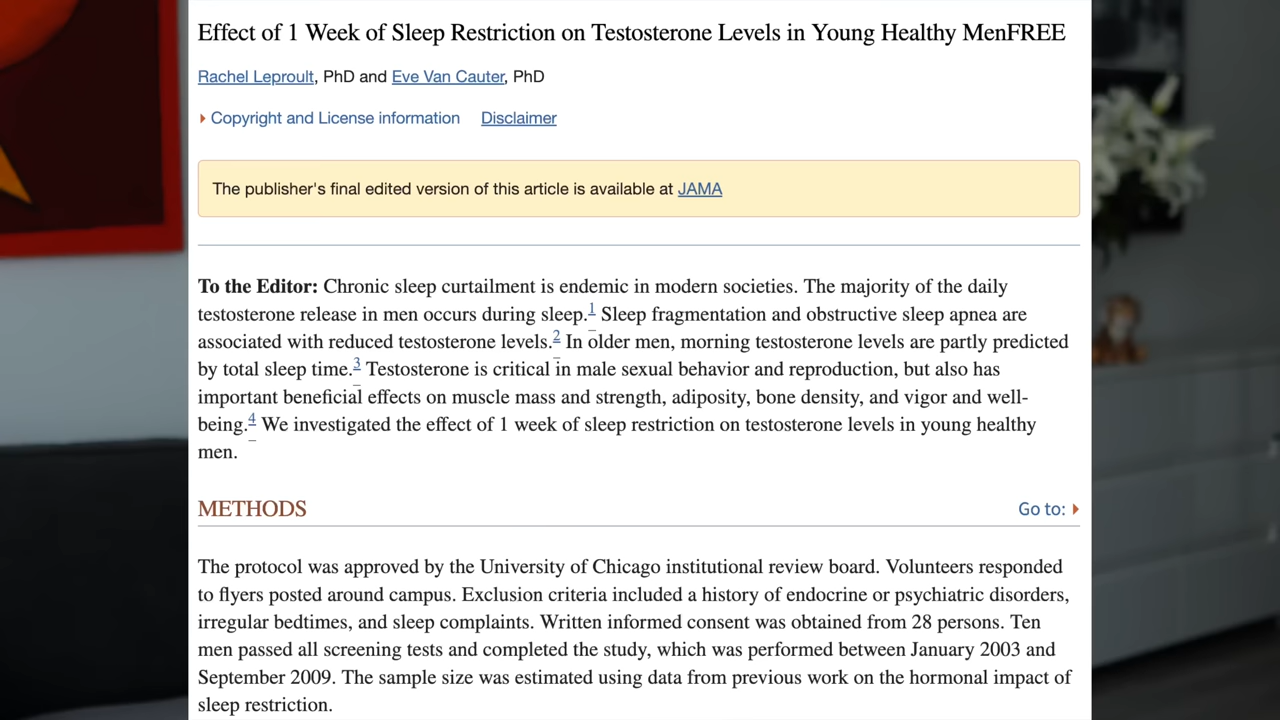 Effect of 1 Week of Sleep Restriction on Testosterone Levels in Young Healthy MenFREE
Rachel Leproult, PhD and Eve Van Cauter, PhD
Copyright and License information Disclaimer
The publisher's final edited version of this article is available at JAMA
To the Editor: Chronic sleep curtailment is endemic in modern societies. The majority of the daily
testosterone release in men occurs during sleep.1 Sleep fragmentation and obstructive sleep apnea are
associated with reduced testosterone levels.2 In older men, morning testosterone levels are partly predicted
by total sleep time.3 Testosterone is critical in male sexual behavior and reproduction, but also has
important beneficial effects on muscle mass and strength, adiposity, bone density, and vigor and well-
being.4 We investigated the effect of 1 week of sleep restriction on testosterone levels in young healthy
men.
METHODS Go to:
The protocol was approved by the University of Chicago institutional review board. Volunteers responded
to flyers posted around campus. Exclusion criteria included a history of endocrine or psychiatric disorders,
irregular bedtimes, and sleep complaints. Written informed consent was obtained from 28 persons. Ten
men passed all screening tests and completed the study, which was performed between January 2003 and
September 2009. The sample size was estimated using data from previous work on the hormonal impact of
sleep restriction.